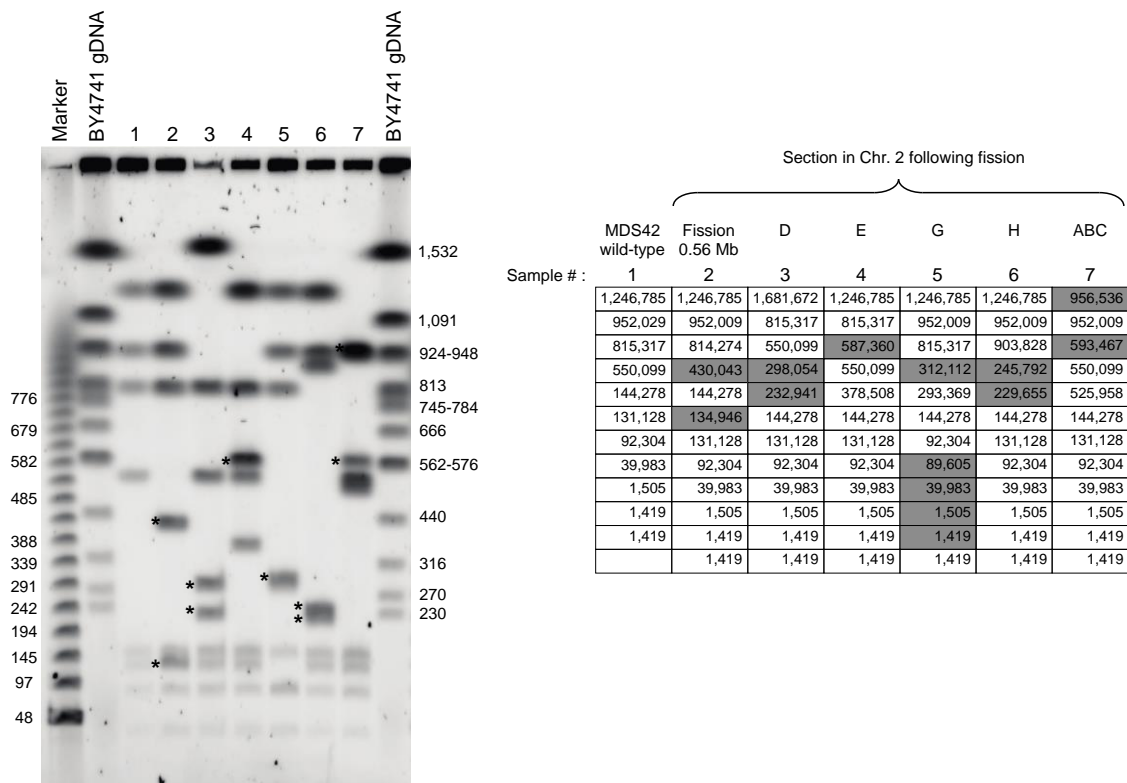 Marker
BY4741 gDNA
1 2 3 4 5 6 7
BY4741 gDNA
776
679
582
485
388
339
291
242
194
145
97
48
*
*
*
*
*
*
*
*
*
*
1,532
1,091
924-948
813
745-784
666
562-576
440
316
270
230
Section in Chr. 2 following fission
MDS42 wild-type Fission 0.56 Mb D E G H ABC
Sample # : 1 2 3 4 5 6 7
1,246,785 1,246,785 1,681,672 1,246,785 1,246,785 1,246,785 956,536
952,029 952,009 815,317 815,317 952,009 952,009 952,009
815,317 814,274 550,099 587,360 815,317 903,828 593,467
550,099 430,043 298,054 550,099 312,112 245,792 550,099
144,278 144,278 232,941 378,508 293,369 229,655 525,958
131,128 134,946 144,278 144,278 144,278 144,278 144,278
92,304 131,128 131,128 131,128 92,304 131,128 131,128
39,983 92,304 92,304 92,304 89,605 92,304 92,304
1,505 39,983 39,983 39,983 39,983 39,983 39,983
1,419 1,505 1,505 1,505 1,505 1,505 1,505
1,419 1,419 1,419 1,419 1,419 1,419 1,419
1,419 1,419 1,419 1,419 1,419 1,419